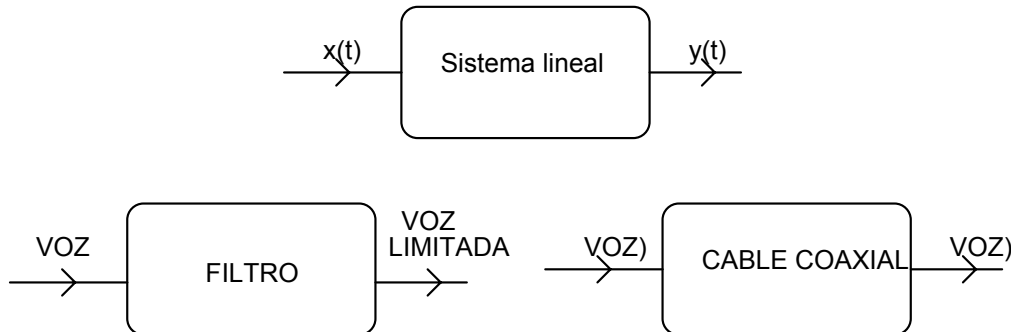 x(t)
Sistema lineal
y(t)
VOZ
FILTRO
VOZ
LIMITADA
VOZ)
CABLE COAXIAL
VOZ)